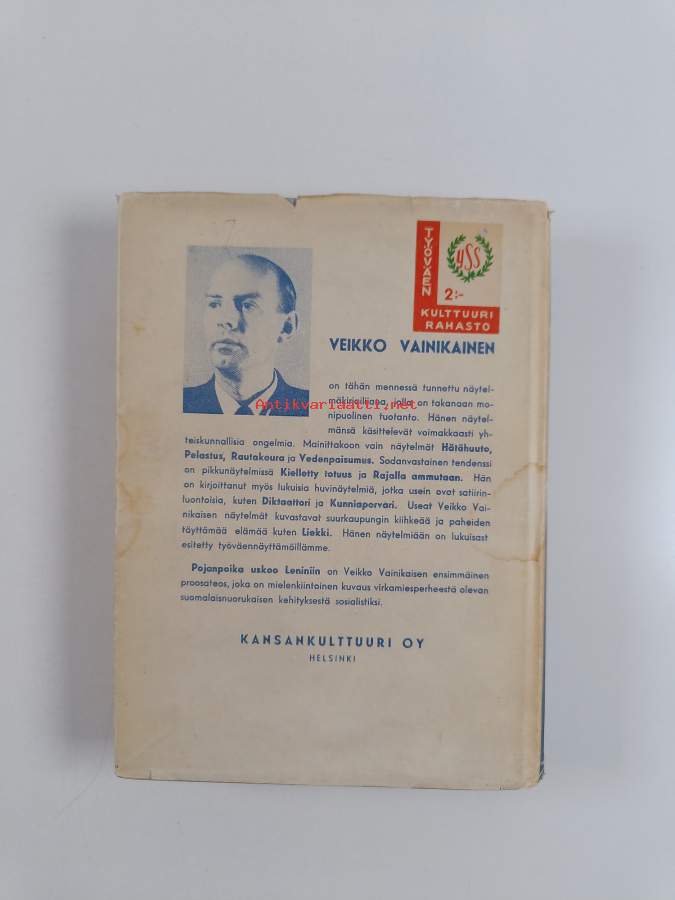 TYÖVÄEN
YSS
2:-
KULTTUURI
RAHASTO
VEIKKO VAINIKAINEN
on tähän mennessä tunnettu näytel-
mäkirjailijana, jolla on takanaan mo-
Antikvariaatti.net
nipuolinen tuotanto. Hänen näytel-
mänsä käsittelevät voimakkaasti yh-
teiskunnallisia ongelmia. Mainittakoon vain näytelmät Hätähuuto,
Pelastus, Rautakoura ja Vedenpaisumus. Sodanvastainen tendenssi
on pikkunäytelmissä Kielletty totuus ja Rajalla ammutaan. Hän
on kirjoittanut myös lukuisia huvinäytelmiä, jotka usein ovat satiirin-
luontoisia, kuten Diktaattori ja Kunniaporvari. Useat Veikko Vai-
nikaisen näytelmät kuvastavat suurkaupungin kiihkeää ja paheiden
täyttämää elämää kuten Liekki. Hänen näytelmiään on lukuisast
esitetty työväennäyttämöillämme.
Pojanpoika uskoo Leniniin on Veikko Vainikaisen ensimmäinen
proosateos, joka on mielenkiintoinen kuvaus virkamiesperheestä olevan
suomalaisnuorukaisen kehityksestä sosialistiksi.
KANSANKULTTUURI OY
HELSINKI